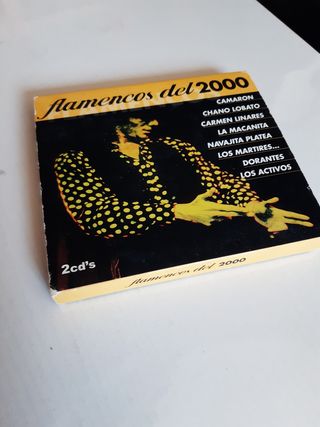 flamencos del 2000
CAMARON
CHANO LOBATO
CARMEN LINARES
LA MACANITA
NAVAJITA PLATEA
LOS MARTIRES...
DORANTES
LOS ACTIVOS
2cd's
flamencos del 2000